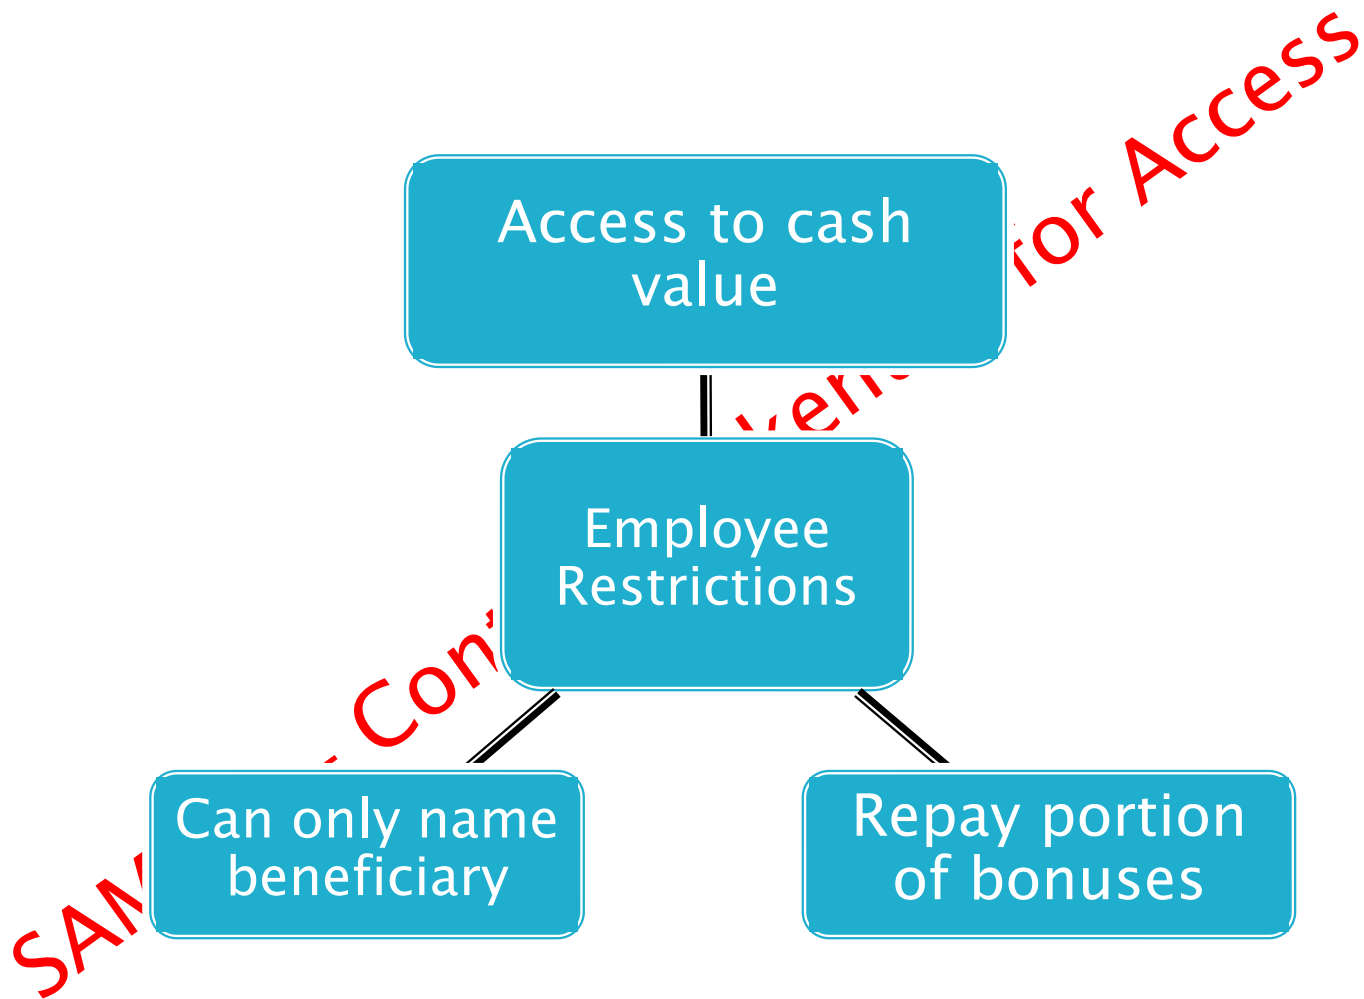 Access to cash
value
Employee
Restrictions
Can only name
beneficiary
Repay portion
of bonuses
for Access